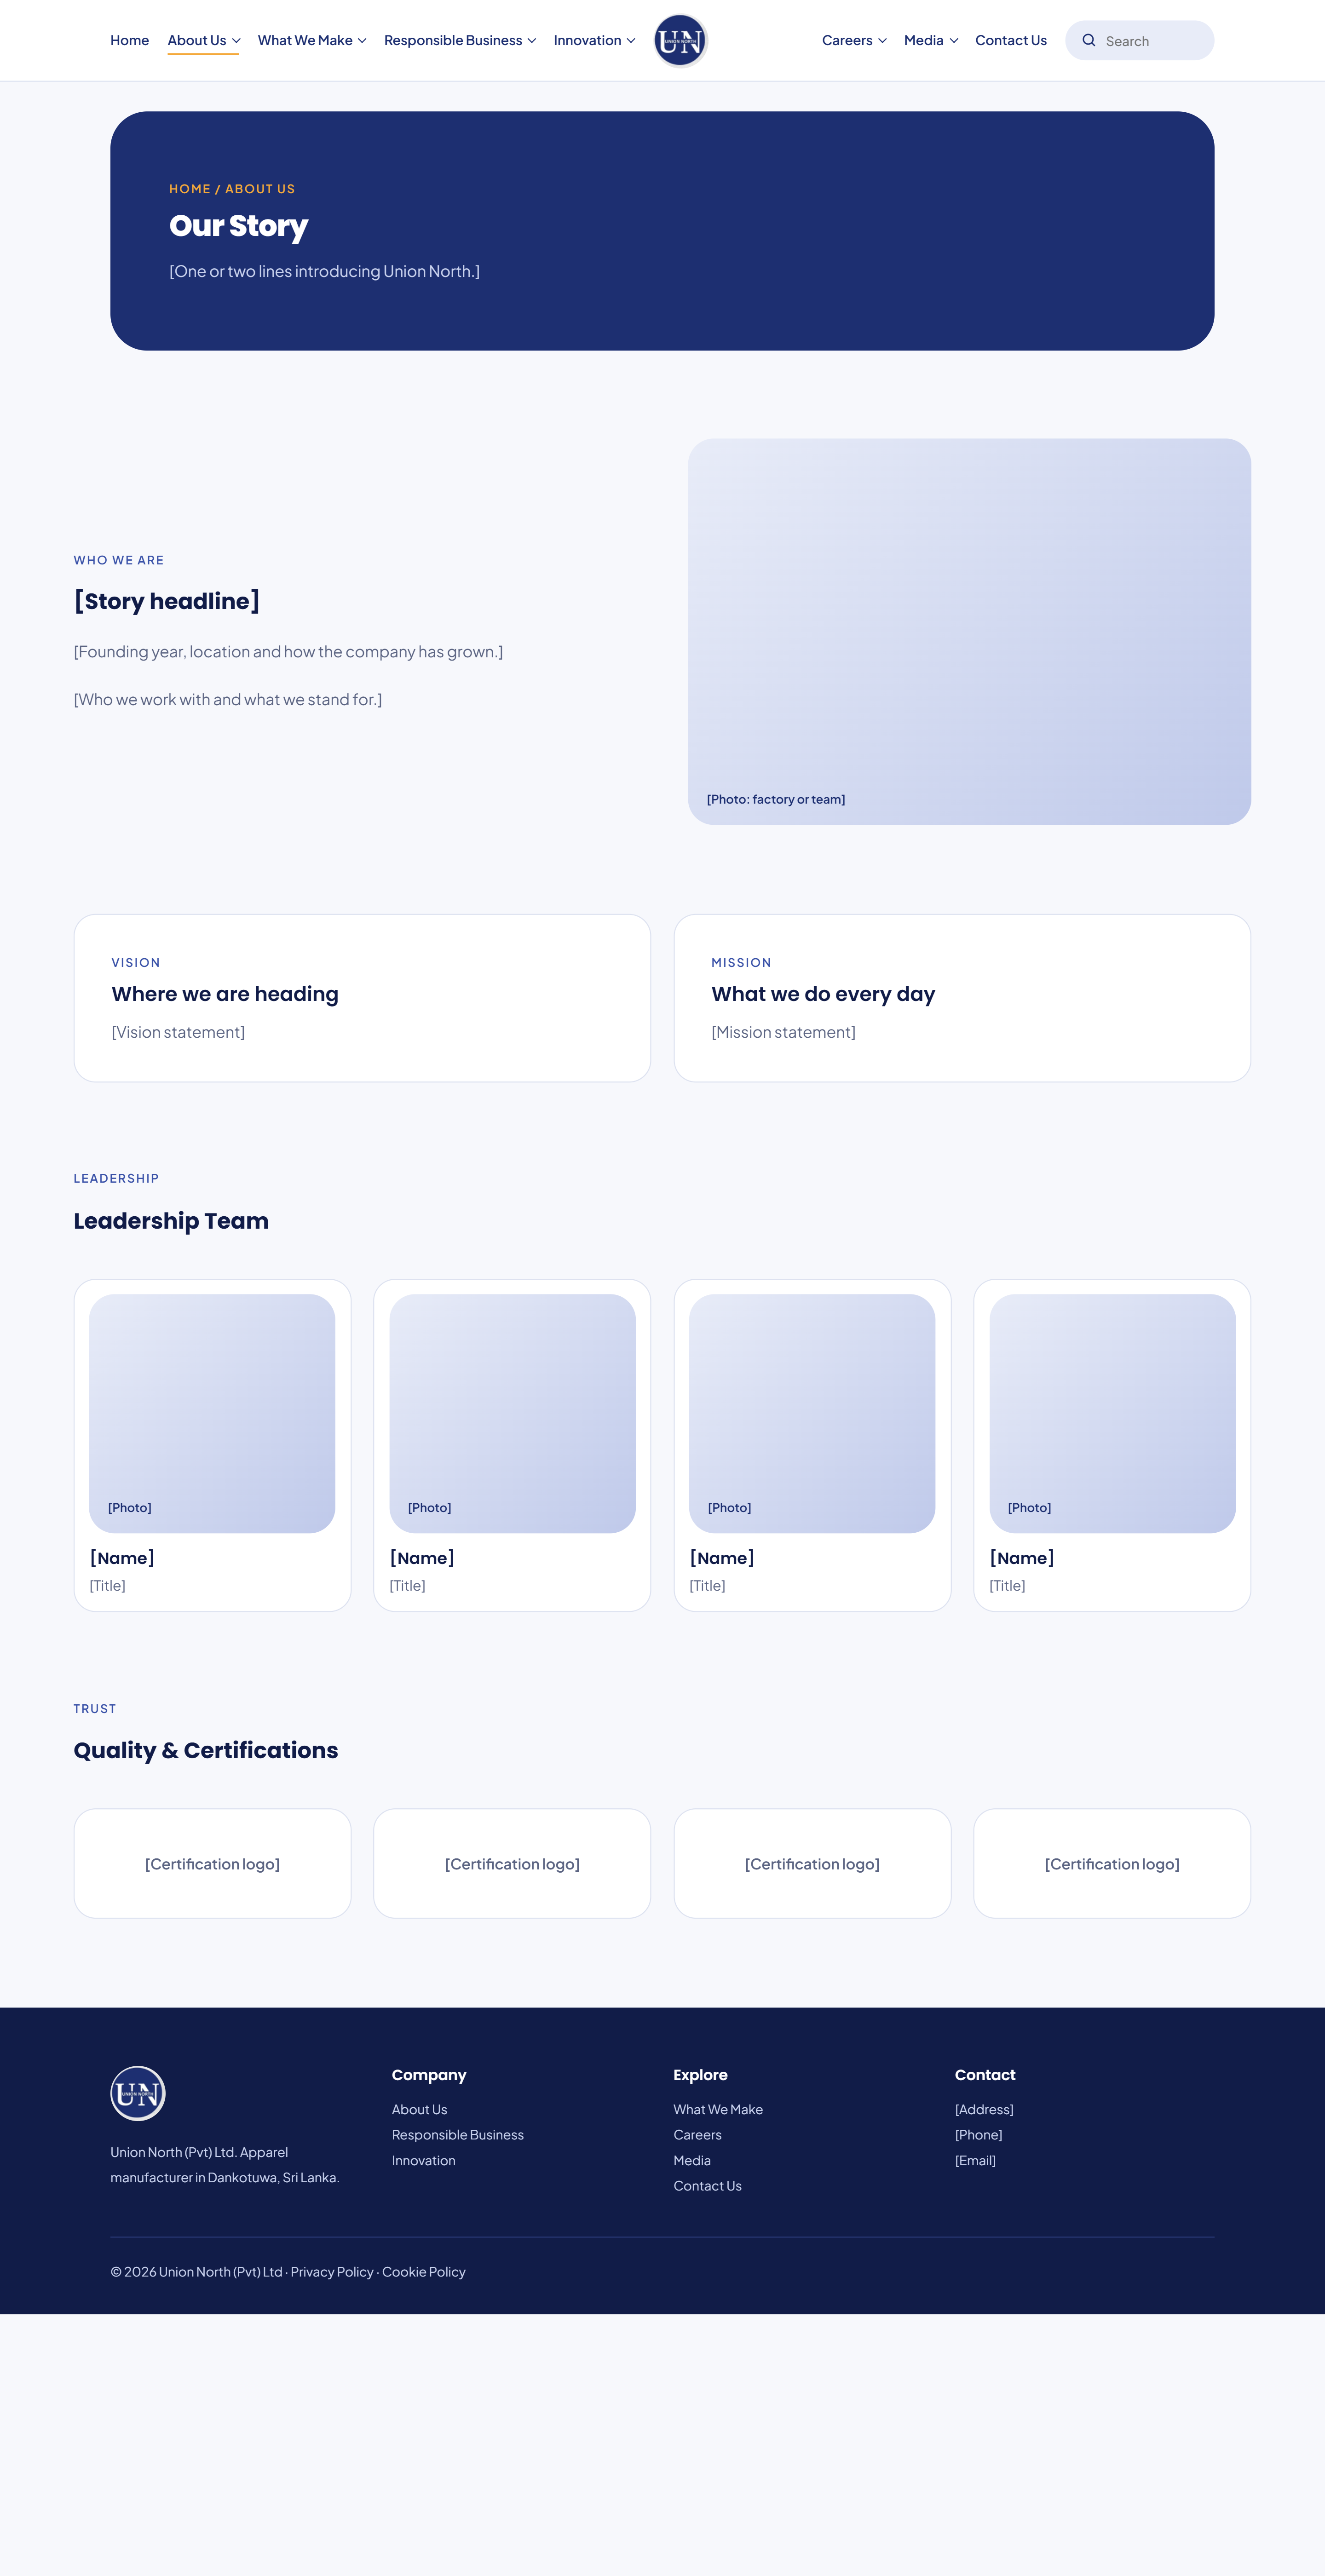 Home About Us What We Make Responsible Business Innovation UN UNION NORTH Careers Media Contact Us Search
HOME / ABOUT US
Our Story
[One or two lines introducing Union North.]
WHO WE ARE
[Story headline]
[Founding year, location and how the company has grown.]
[Who we work with and what we stand for.]
[Photo: factory or team]
VISION
Where we are heading
[Vision statement]
MISSION
What we do every day
[Mission statement]
LEADERSHIP
Leadership Team
[Photo] [Photo] [Photo] [Photo]
[Name] [Name] [Name] [Name]
[Title] [Title] [Title] [Title]
TRUST
Quality & Certifications
[Certification logo] [Certification logo] [Certification logo] [Certification logo]
UN UNION NORTH
Union North (Pvt) Ltd. Apparel
manufacturer in Dankotuwa, Sri Lanka.
Company
About Us
Responsible Business
Innovation
Explore
What We Make
Careers
Media
Contact Us
Contact
[Address]
[Phone]
[Email]
© 2026 Union North (Pvt) Ltd · Privacy Policy · Cookie Policy